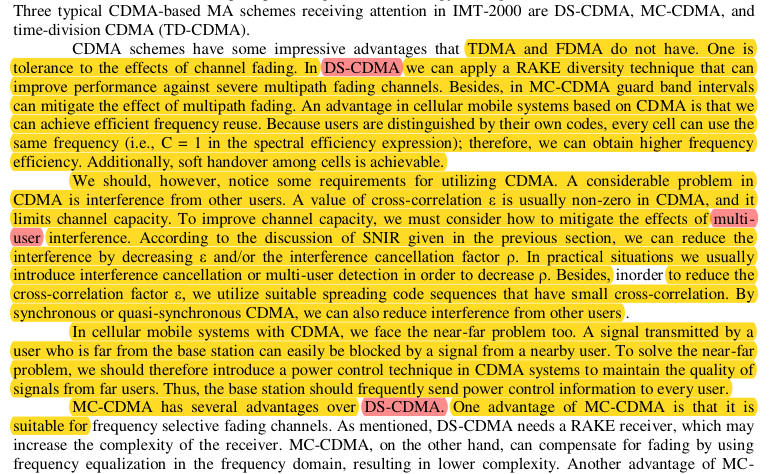 Three typical CDMA-based MA schemes receiving attention in IMT-2000 are DS-CDMA, MC-CDMA, and
time-division CDMA (TD-CDMA).
CDMA schemes have some impressive advantages that TDMA and FDMA do not have. One is
tolerance to the effects of channel fading. In DS-CDMA we can apply a RAKE diversity technique that can
improve performance against severe multipath fading channels. Besides, in MC-CDMA guard band intervals
can mitigate the effect of multipath fading. An advantage in cellular mobile systems based on CDMA is that we
can achieve efficient frequency reuse. Because users are distinguished by their own codes, every cell can use the
same frequency (i.e., C = 1 in the spectral efficiency expression); therefore, we can obtain higher frequency
efficiency. Additionally, soft handover among cells is achievable.
We should, however, notice some requirements for utilizing CDMA. A considerable problem in
CDMA is interference from other users. A value of cross-correlation ε is usually non-zero in CDMA, and it
limits channel capacity. To improve channel capacity, we must consider how to mitigate the effects of multi-
user interference. According to the discussion of SNIR given in the previous section, we can reduce the
interference by decreasing ε and/or the interference cancellation factor ρ. In practical situations we usually
introduce interference cancellation or multi-user detection in order to decrease ρ. Besides, inorder to reduce the
cross-correlation factor ε, we utilize suitable spreading code sequences that have small cross-correlation. By
synchronous or quasi-synchronous CDMA, we can also reduce interference from other users .
In cellular mobile systems with CDMA, we face the near-far problem too. A signal transmitted by a
user who is far from the base station can easily be blocked by a signal from a nearby user. To solve the near-far
problem, we should therefore introduce a power control technique in CDMA systems to maintain the quality of
signals from far users. Thus, the base station should frequently send power control information to every user.
MC-CDMA has several advantages over DS-CDMA. One advantage of MC-CDMA is that it is
suitable for frequency selective fading channels. As mentioned, DS-CDMA needs a RAKE receiver, which may
increase the complexity of the receiver. MC-CDMA, on the other hand, can compensate for fading by using
frequency equalization in the frequency domain, resulting in lower complexity. Another advantage of MC-